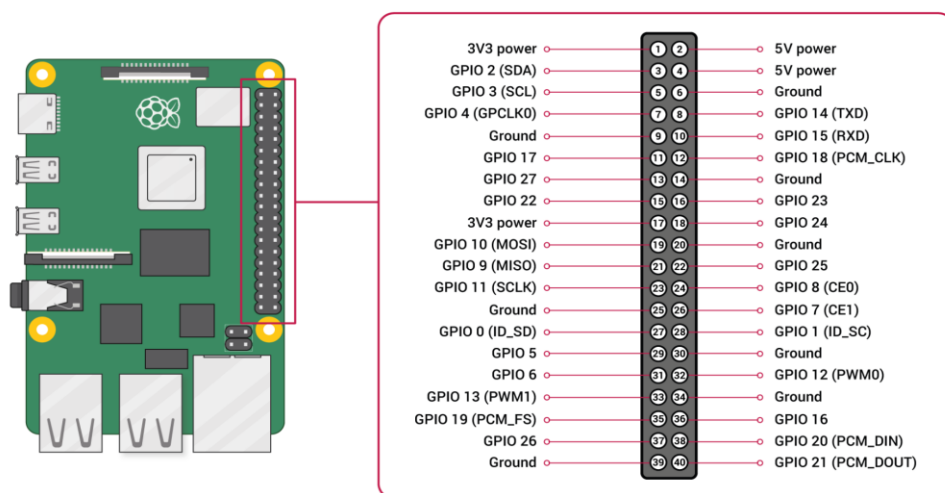 3V3 power 1 2 5V power
GPIO 2 (SDA) 3 4 5V power
GPIO 3 (SCL) 5 6 Ground
GPIO 4 (GPCLK0) 7 8 GPIO 14 (TXD)
Ground 9 10 GPIO 15 (RXD)
GPIO 17 11 12 GPIO 18 (PCM_CLK)
GPIO 27 13 14 Ground
GPIO 22 15 16 GPIO 23
3V3 power 17 18 GPIO 24
GPIO 10 (MOSI) 19 20 Ground
GPIO 9 (MISO) 21 22 GPIO 25
GPIO 11 (SCLK) 23 24 GPIO 8 (CE0)
Ground 25 26 GPIO 7 (CE1)
GPIO 0 (ID_SD) 27 28 GPIO 1 (ID_SC)
GPIO 5 29 30 Ground
GPIO 6 31 32 GPIO 12 (PWM0)
GPIO 13 (PWM1) 33 34 Ground
GPIO 19 (PCM_FS) 35 36 GPIO 16
GPIO 26 37 38 GPIO 20 (PCM_DIN)
Ground 39 40 GPIO 21 (PCM_DOUT)